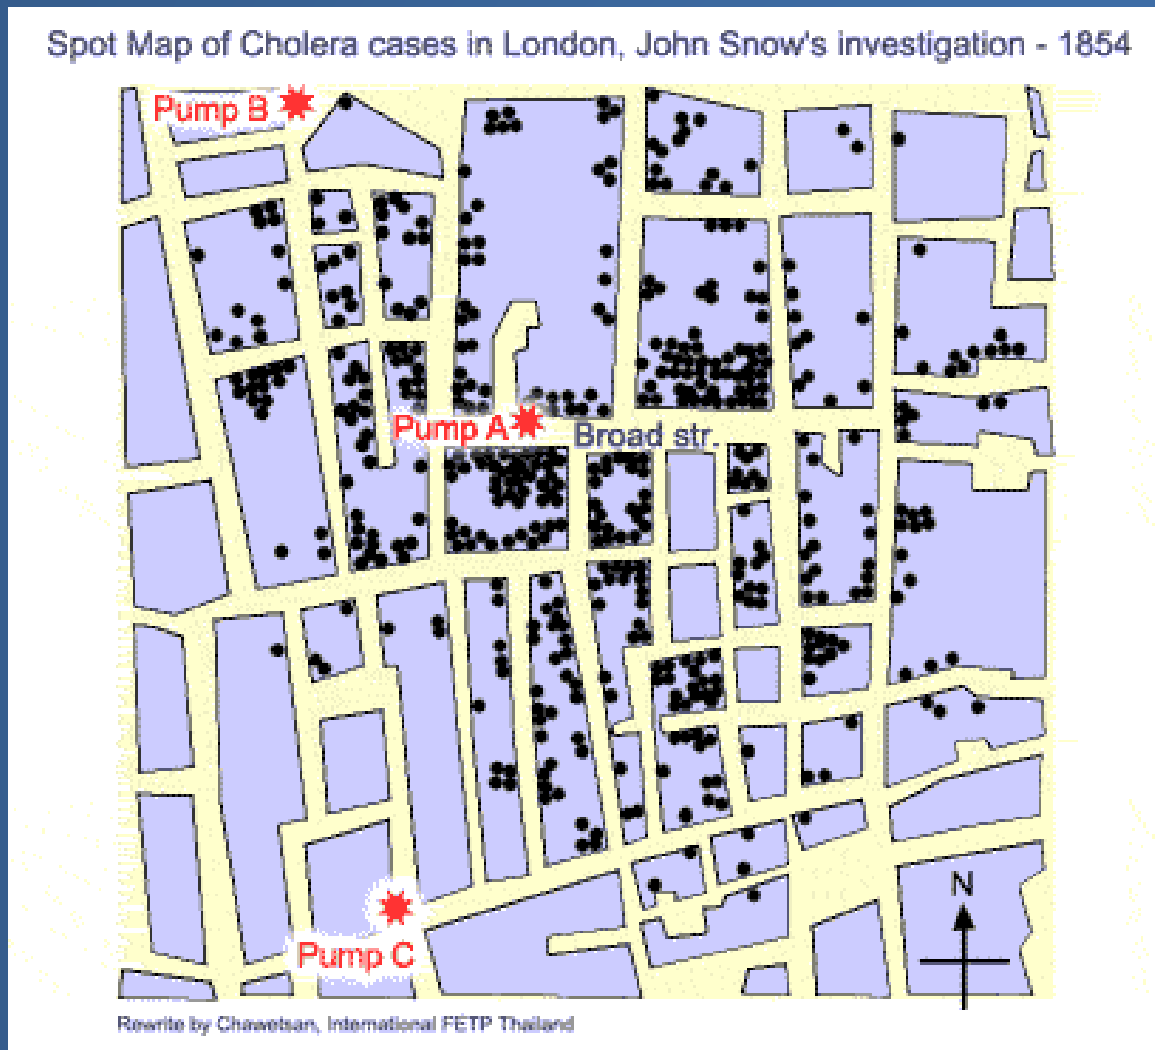 Spot Map of Cholera cases in London, John Snow's investigation - 1854
Pump B
Pump A
Broad str.
N
Pump C
Rewrite by Chawetsan, International FETP Thailand